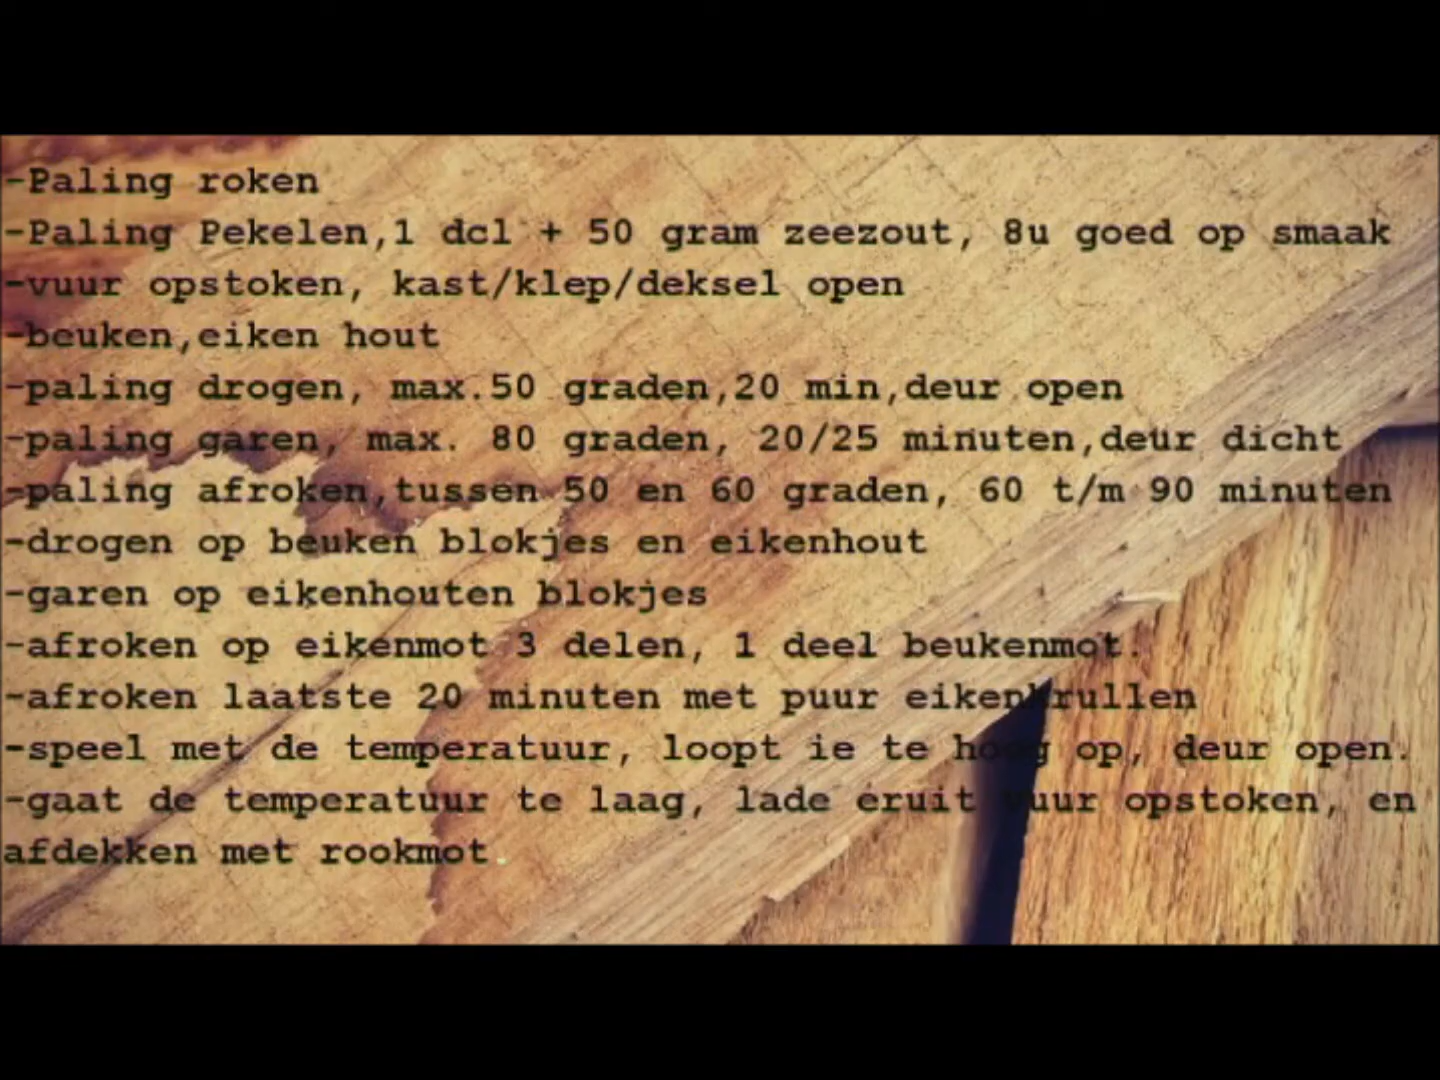 -Paling roken
-Paling Pekelen,1 dcl + 50 gram zeezout, 8u goed op smaak
-vuur opstoken, kast/klep/deksel open
-beuken,eiken hout
-paling drogen, max.50 graden,20 min,deur open
-paling garen, max. 80 graden, 20/25 minuten,deur dicht
-paling afroken,tussen 50 en 60 graden, 60 t/m 90 minuten
-drogen op beuken blokjes en eikenhout
-garen op eikenhouten blokjes
-afroken op eikenmot 3 delen, 1 deel beukenmot.
-afroken laatste 20 minuten met puur eikenkrullen
-speel met de temperatuur, loopt ie te hoog op, deur open.
-gaat de temperatuur te laag, lade eruit vuur opstoken, en
afdekken met rookmot.